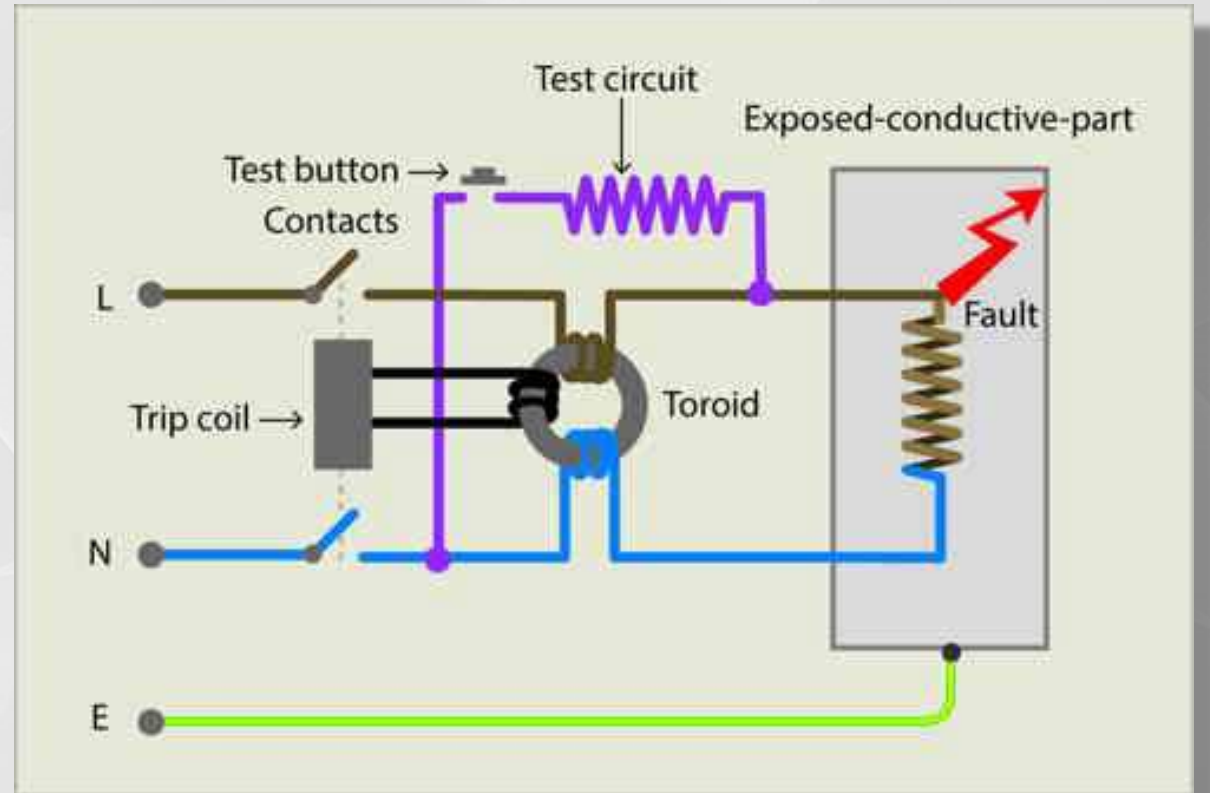 Test circuit
Exposed-conductive-part
Test button
Contacts
L
Fault
Toroid
Trip coil
N
E